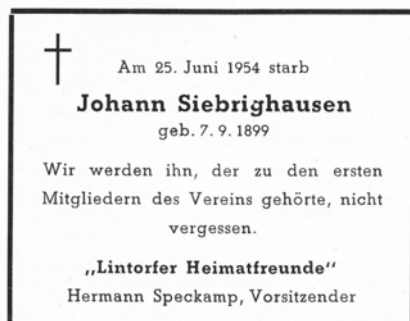 Am 25. Juni 1954 starb
Johann Siebrighausen
geb. 7. 9. 1899
Wir werden ihn, der zu den ersten
Mitgliedern des Vereins gehörte, nicht
vergessen.
„Lintorfer Heimatfreunde“
Hermann Speckamp, Vorsitzender